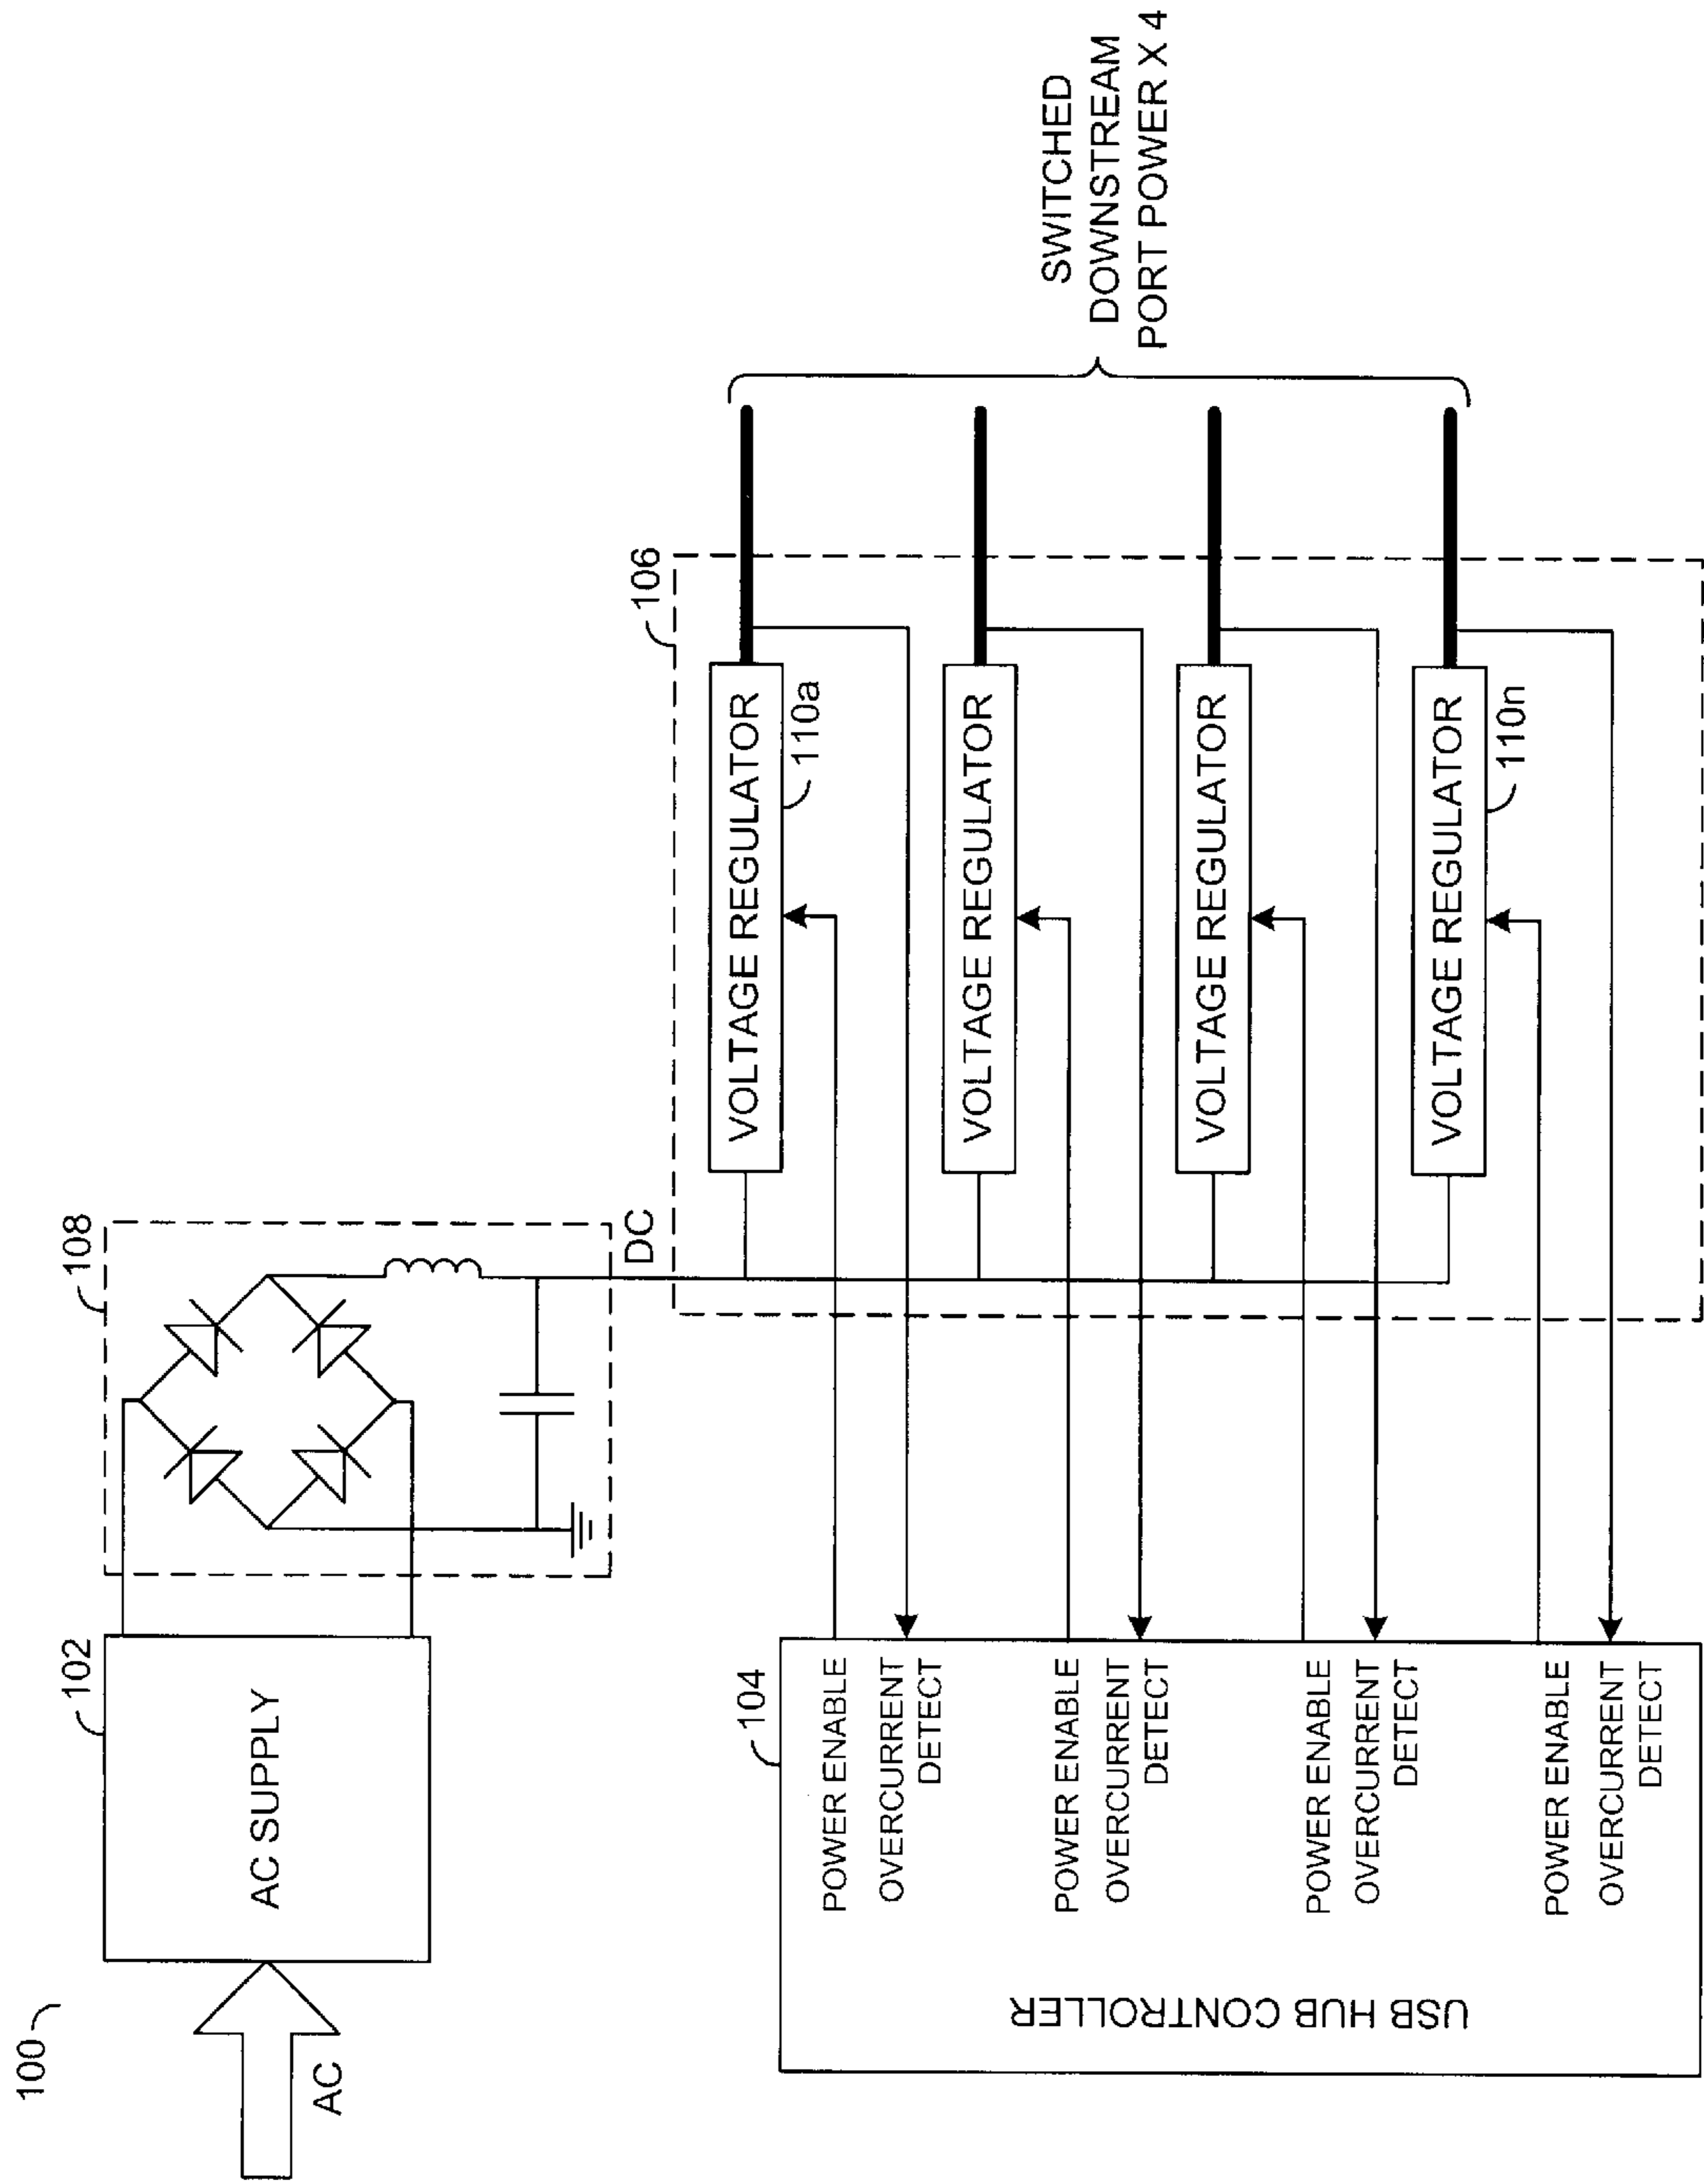 100
AC
102
AC SUPPLY
108
DC
104
USB HUB CONTROLLER
POWER ENABLE
OVERCURRENT
DETECT
POWER ENABLE
OVERCURRENT
DETECT
POWER ENABLE
OVERCURRENT
DETECT
POWER ENABLE
OVERCURRENT
DETECT
106
VOLTAGE REGULATOR
110a
VOLTAGE REGULATOR
VOLTAGE REGULATOR
VOLTAGE REGULATOR
110n
SWITCHED
DOWNSTREAM
PORT POWER X 4